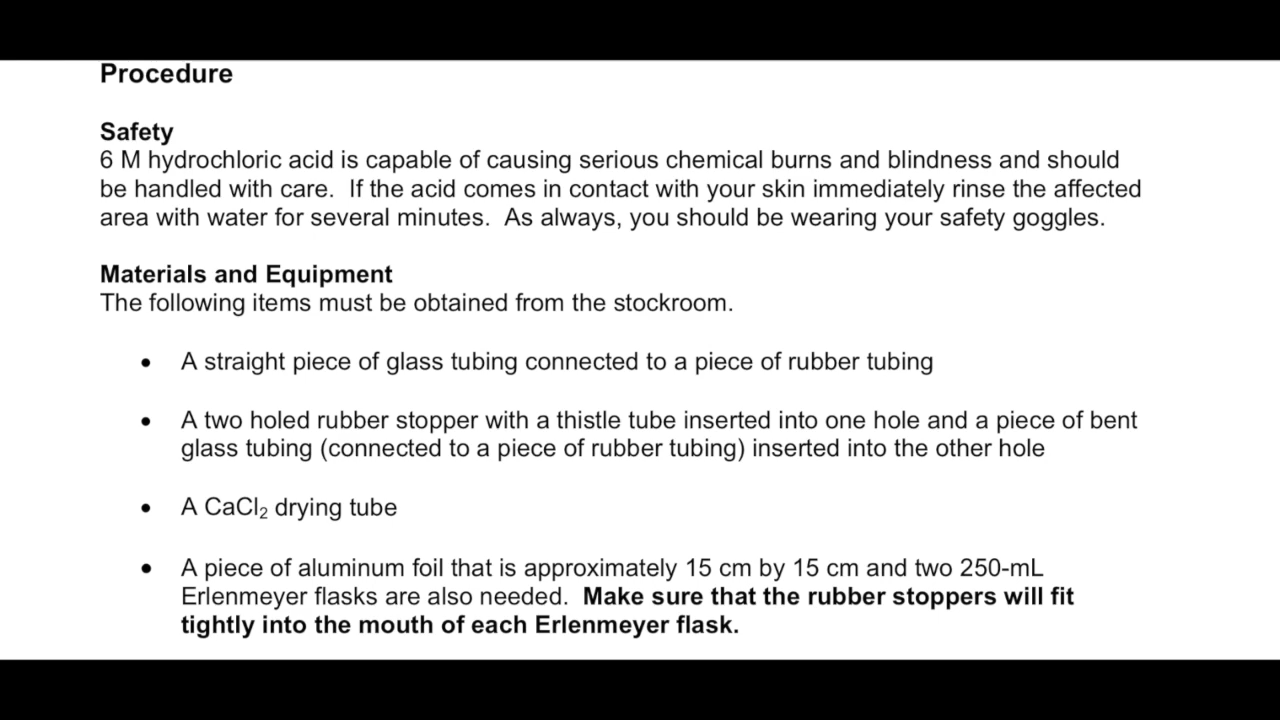 Procedure
Safety
6 M hydrochloric acid is capable of causing serious chemical burns and blindness and should
be handled with care.  If the acid comes in contact with your skin immediately rinse the affected
area with water for several minutes.  As always, you should be wearing your safety goggles.
Materials and Equipment
The following items must be obtained from the stockroom.
• A straight piece of glass tubing connected to a piece of rubber tubing
• A two holed rubber stopper with a thistle tube inserted into one hole and a piece of bent
glass tubing (connected to a piece of rubber tubing) inserted into the other hole
• A CaCl₂ drying tube
• A piece of aluminum foil that is approximately 15 cm by 15 cm and two 250-mL
Erlenmeyer flasks are also needed.  Make sure that the rubber stoppers will fit
tightly into the mouth of each Erlenmeyer flask.